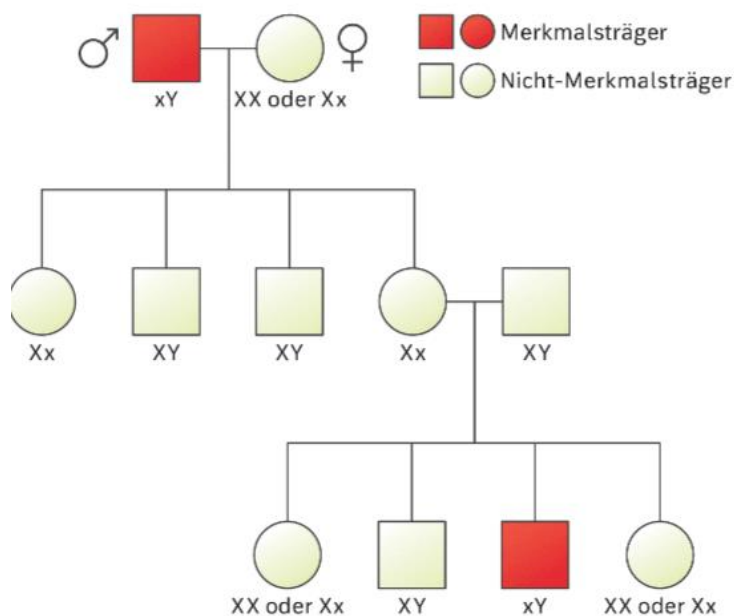 ♂ ♀
Merkmalsträger
Nicht-Merkmalsträger
xY XX oder Xx
Xx XY XY Xx XY
XX oder Xx XY xY XX oder Xx